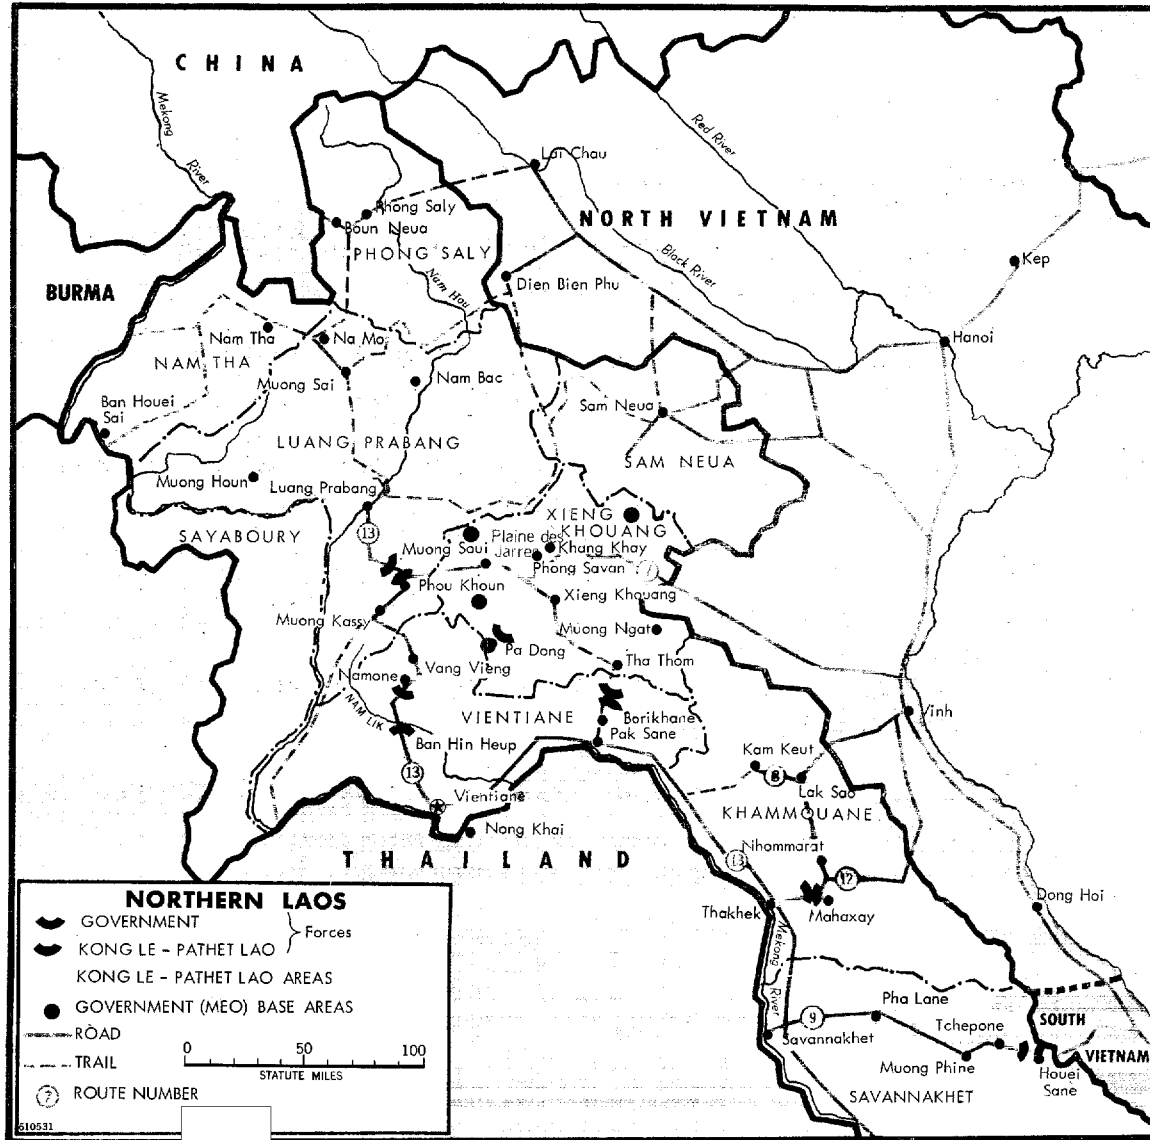 CHINA
Mekong
River
Red River
Lai Chau
Phong Saly
Boun Neua
PHONG SALY
NORTH VIETNAM
Black River
Nam Hou
BURMA
Dien Bien Phu
Kep
Nam Tha
Na Mo
Hanoi
NAM THA
Muong Sai
Nam Bac
Ban Houei
Sai
Sam Neua
LUANG PRABANG
SAM NEUA
Muong Houn
Luang Prabang
SAYABOURY
XIENG
KHOUANG
13
Muong Soui
Plaine des
Jarres
Khang Khay
Phong Savan
7
Phou Khoun
Xieng Khouang
Muong Kassy
Muong Ngat
Pa Dong
Vang Vieng
Tha Thom
Namone
NAM LIK
VIENTIANE
Borikhane
Pak Sane
Vinh
Ban Hin Heup
Kam Keut
13
8
Lak Sao
Vientiane
KHAMMOUANE
Nong Khai
THAILAND
Nhommarat
13
12
Thakhek
Mahaxay
Dong Hoi
Mekong
River
Pha Lane
9
Tchepone
SOUTH
VIETNAM
Savannakhet
Muong Phine
Houei
Sane
SAVANNAKHET
NORTHERN LAOS
GOVERNMENT
KONG LE - PATHET LAO
Forces
KONG LE - PATHET LAO AREAS
GOVERNMENT (MEO) BASE AREAS
ROAD
TRAIL
0 50 100
STATUTE MILES
? ROUTE NUMBER
610531